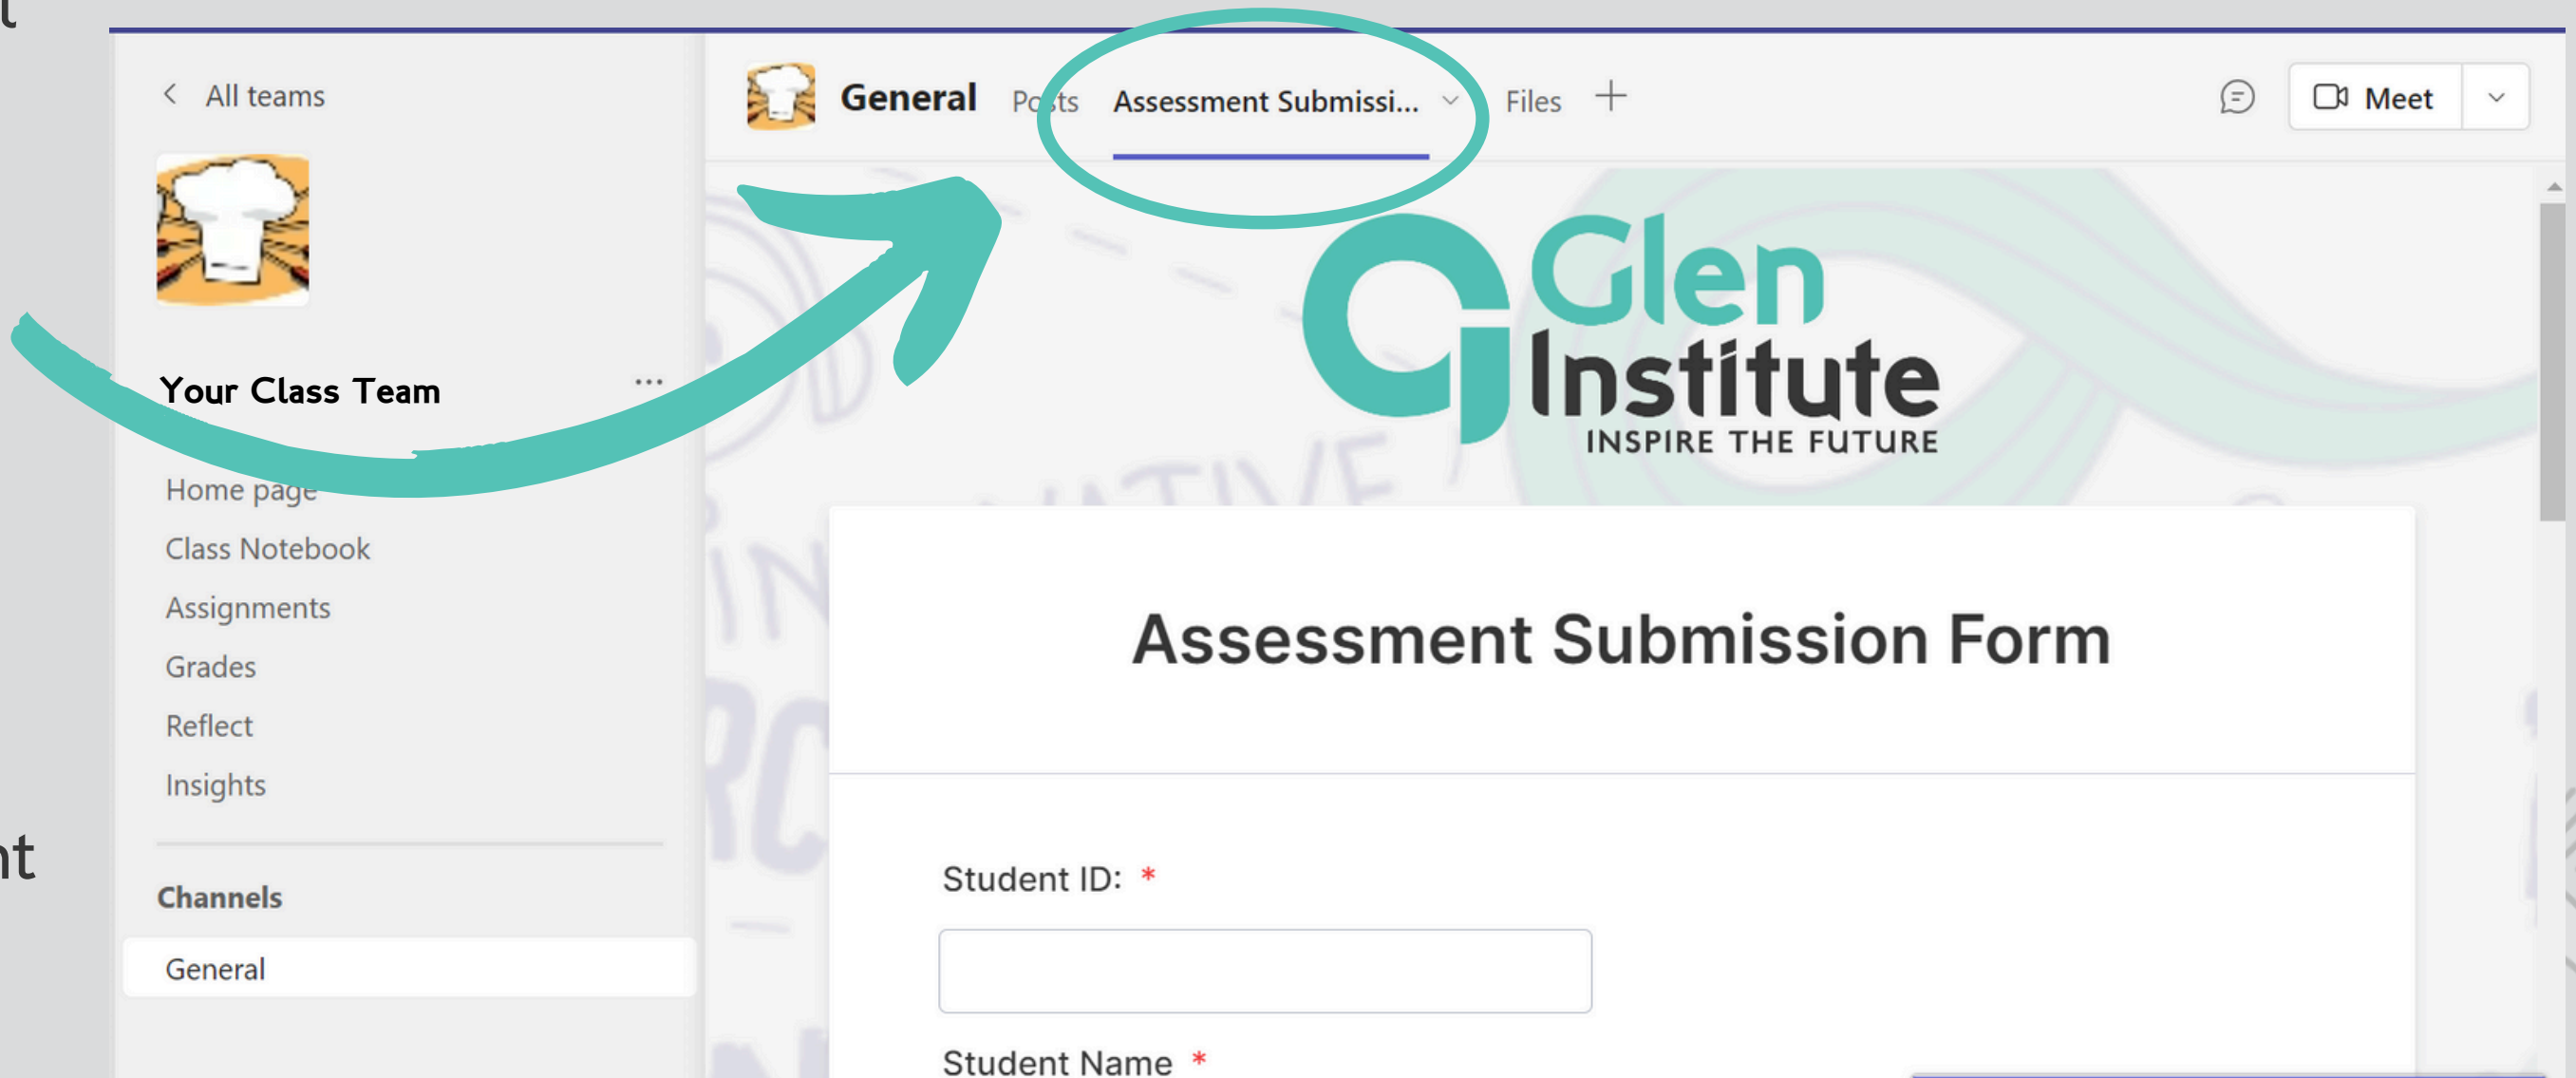 All teams
Your Class Team
Home page
Class Notebook
Assignments
Grades
Reflect
Insights
Channels
General
General Posts Assessment Submissi... Files + Meet
Glen
Institute
INSPIRE THE FUTURE
Assessment Submission Form
Student ID: *
Student Name *